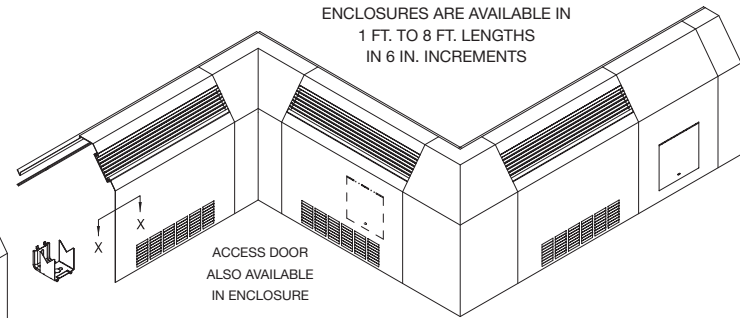 ENCLOSURES ARE AVAILABLE IN
1 FT. TO 8 FT. LENGTHS
IN 6 IN. INCREMENTS
X
X
ACCESS DOOR
ALSO AVAILABLE
IN ENCLOSURE